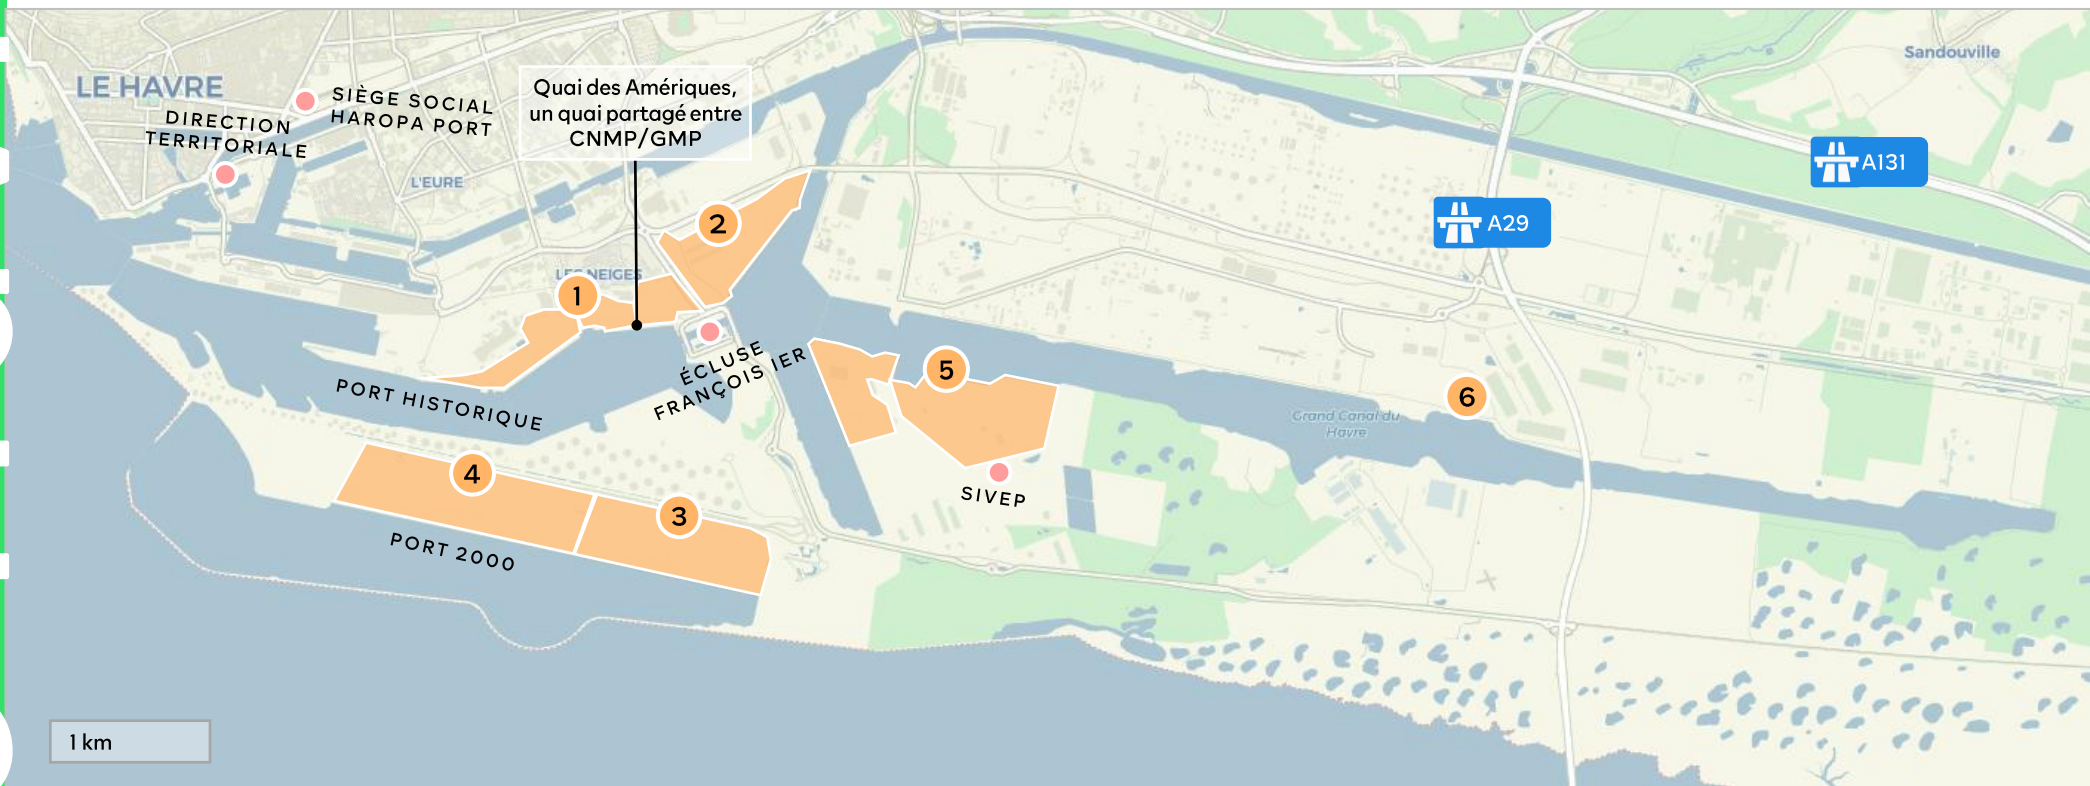 Sandouville
LE HAVRE
SIÈGE SOCIAL
HAROPA PORT
DIRECTION
TERRITORIALE
Quai des Amériques,
un quai partagé entre
CNMP/GMP
L'EURE
A131
A29
2
LES NEIGES
1
ÉCLUSE
FRANÇOIS IER
5
6
PORT HISTORIQUE
Grand Canal du
Havre
4
3
SIVEP
PORT 2000
1 km